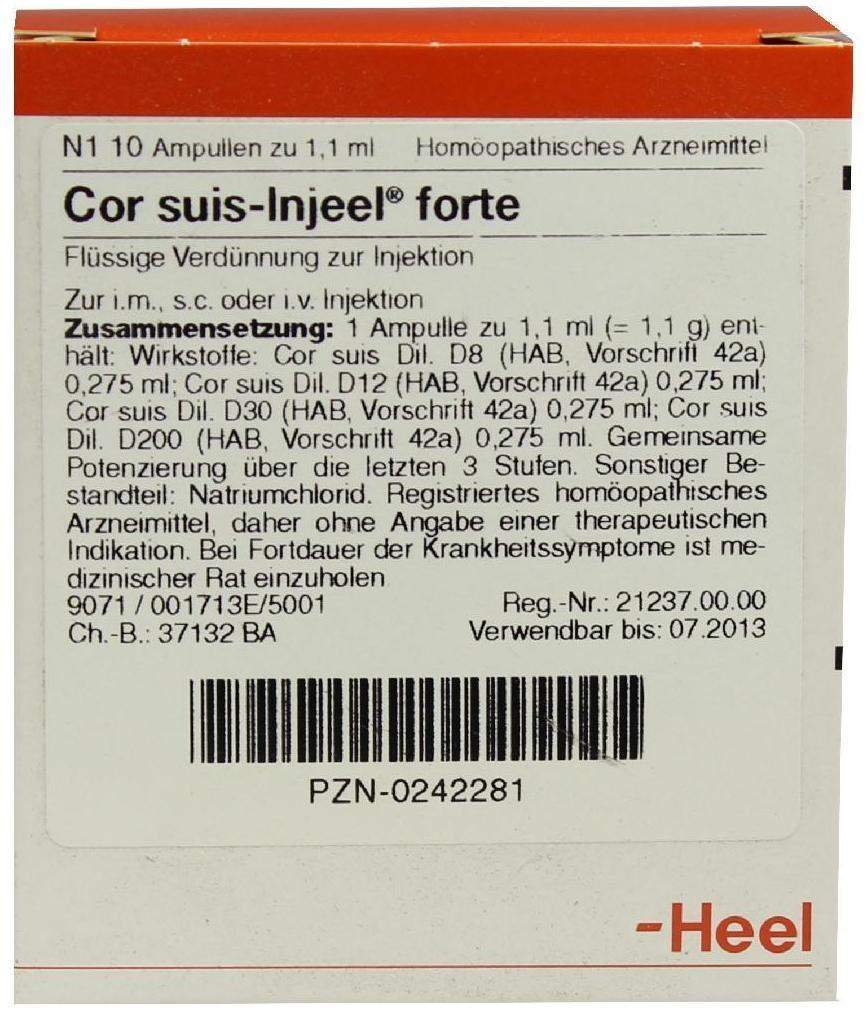 N1 10 Ampullen zu 1,1 ml Homöopathisches Arzneimittel
Cor suis-Injeel® forte
Flüssige Verdünnung zur Injektion
Zur i.m., s.c. oder i.v. Injektion
Zusammensetzung: 1 Ampulle zu 1,1 ml (= 1,1 g) ent-
hält: Wirkstoffe: Cor suis Dil. D8 (HAB, Vorschrift 42a)
0,275 ml; Cor suis Dil. D12 (HAB, Vorschrift 42a) 0,275 ml;
Cor suis Dil. D30 (HAB, Vorschrift 42a) 0,275 ml; Cor suis
Dil. D200 (HAB, Vorschrift 42a) 0,275 ml. Gemeinsame
Potenzierung über die letzten 3 Stufen. Sonstiger Be-
standteil: Natriumchlorid. Registriertes homöopathisches
Arzneimittel, daher ohne Angabe einer therapeutischen
Indikation. Bei Fortdauer der Krankheitssymptome ist me-
dizinischer Rat einzuholen
9071 / 001713E/5001 Reg.-Nr.: 21237.00.00
Ch.-B.: 37132 BA Verwendbar bis: 07.2013
PZN-0242281
-Heel